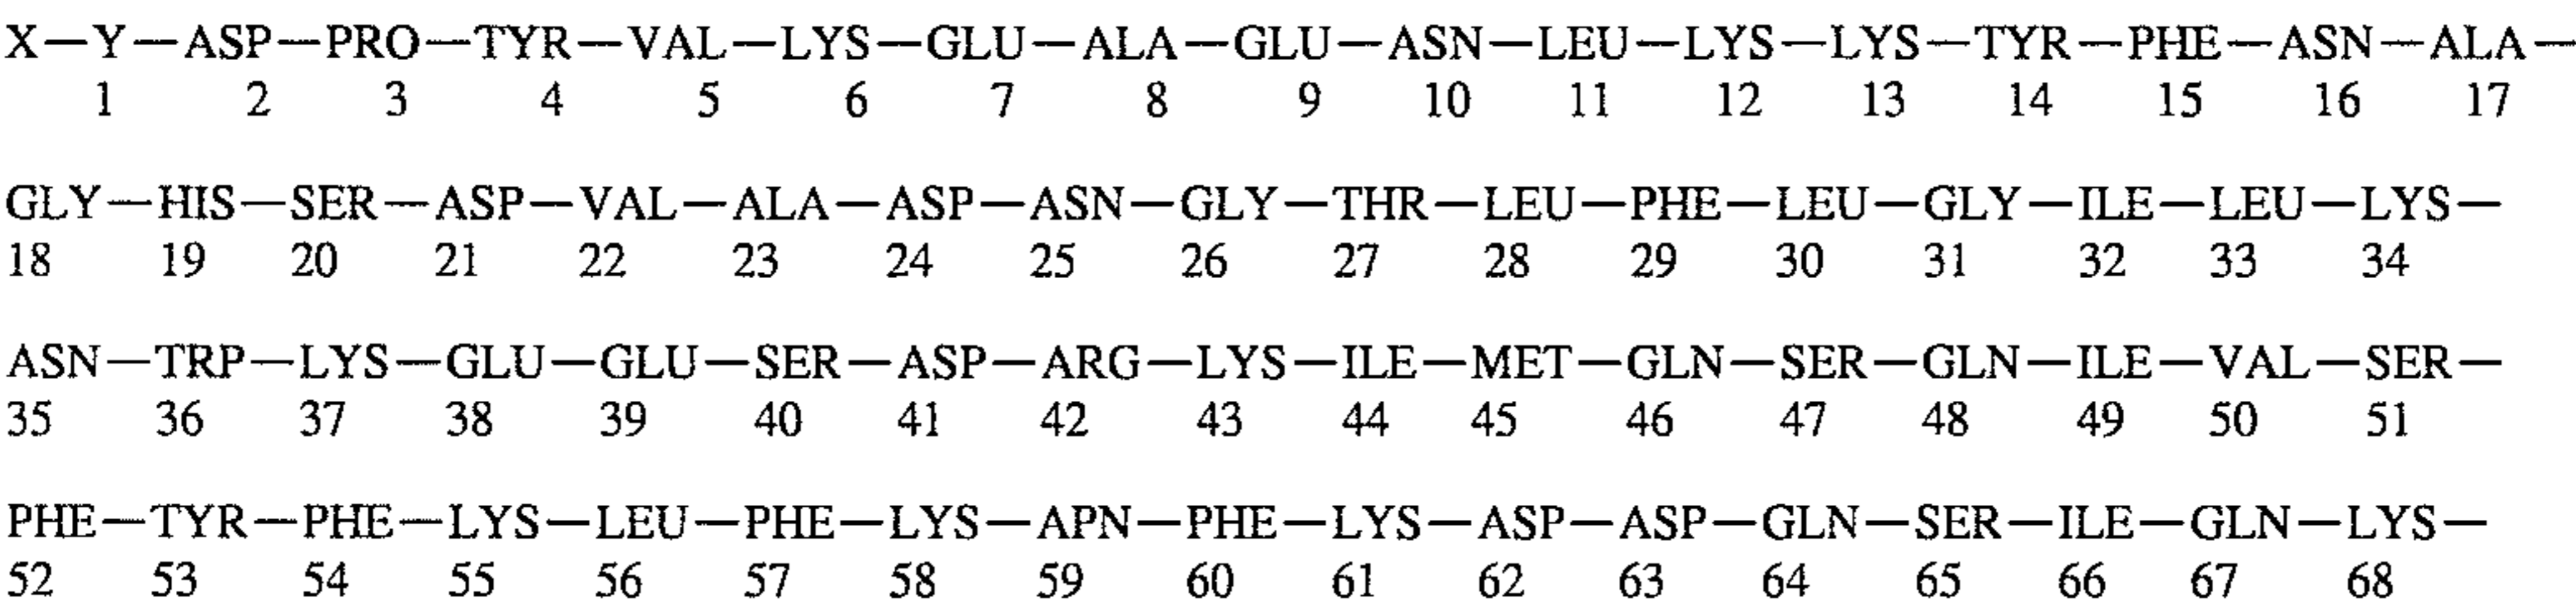 X—Y—ASP—PRO—TYR—VAL—LYS—GLU—ALA—GLU—ASN—LEU—LYS—LYS—TYR—PHE—ASN—ALA—
1 2 3 4 5 6 7 8 9 10 11 12 13 14 15 16 17
GLY—HIS—SER—ASP—VAL—ALA—ASP—ASN—GLY—THR—LEU—PHE—LEU—GLY—ILE—LEU—LYS—
18 19 20 21 22 23 24 25 26 27 28 29 30 31 32 33 34
ASN—TRP—LYS—GLU—GLU—SER—ASP—ARG—LYS—ILE—MET—GLN—SER—GLN—ILE—VAL—SER—
35 36 37 38 39 40 41 42 43 44 45 46 47 48 49 50 51
PHE—TYR—PHE—LYS—LEU—PHE—LYS—APN—PHE—LYS—ASP—ASP—GLN—SER—ILE—GLN—LYS—
52 53 54 55 56 57 58 59 60 61 62 63 64 65 66 67 68